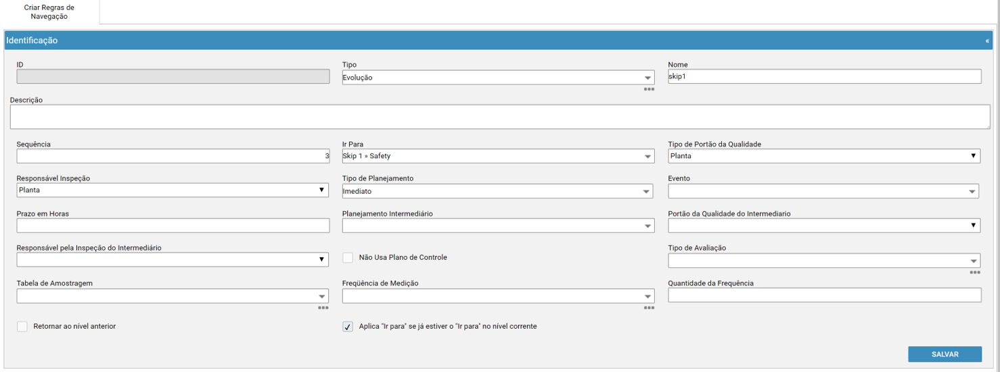 Criar Regras de
Navegação
Identificação «
ID Tipo Nome
Evolução skip1
Descrição
Sequência Ir Para Tipo de Portão da Qualidade
3 Skip 1 » Safety Planta
Responsável Inspeção Tipo de Planejamento Evento
Planta Imediato
Prazo em Horas Planejamento Intermediário Portão da Qualidade do Intermediario
Responsável pela Inspeção do Intermediário Não Usa Plano de Controle Tipo de Avaliação
Tabela de Amostragem Freqüência de Medição Quantidade da Frequência
Retornar ao nível anterior Aplica "Ir para" se já estiver o "Ir para" no nível corrente
SALVAR